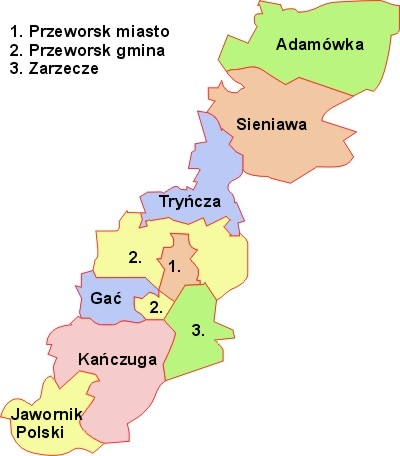 1. Przeworsk miasto
2. Przeworsk gmina
3. Zarzecze
Adamówka
Sieniawa
Tryńcza
2.
1.
Gać
2.
3.
Kańczuga
Jawornik
Polski